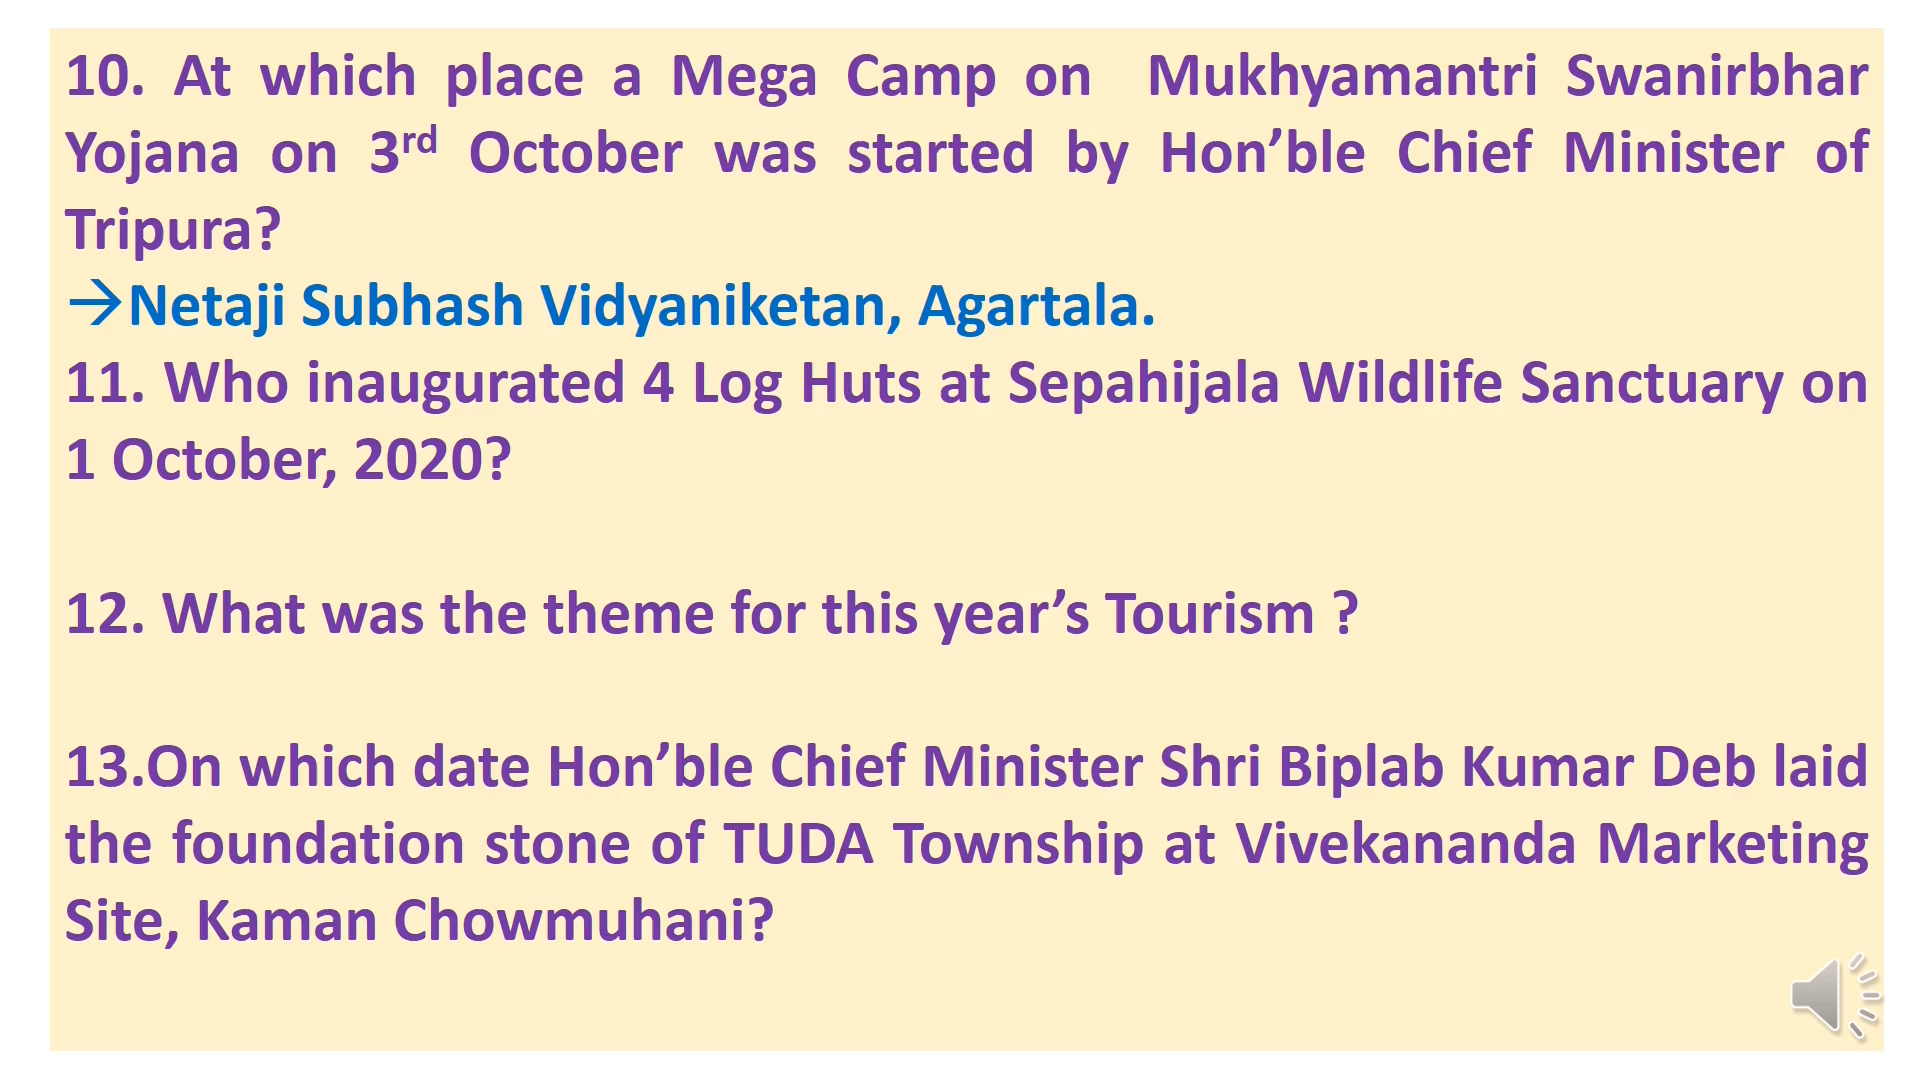 10. At which place a Mega Camp on Mukhyamantri Swanirbhar
Yojana on 3rd October was started by Hon’ble Chief Minister of
Tripura?
→Netaji Subhash Vidyaniketan, Agartala.
11. Who inaugurated 4 Log Huts at Sepahijala Wildlife Sanctuary on
1 October, 2020?
12. What was the theme for this year’s Tourism ?
13.On which date Hon’ble Chief Minister Shri Biplab Kumar Deb laid
the foundation stone of TUDA Township at Vivekananda Marketing
Site, Kaman Chowmuhani?